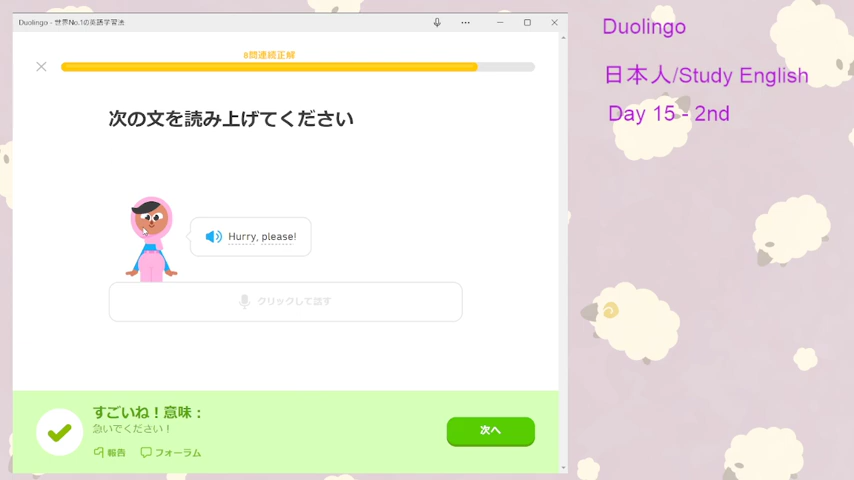 Duolingo - 世界No.1の英語学習法
8問連続正解
次の文を読み上げてください
Hurry, please!
クリックして話す
すごいね！意味：
急いでください！
報告 フォーラム
次へ
Duolingo
日本人/Study English
Day 15 - 2nd